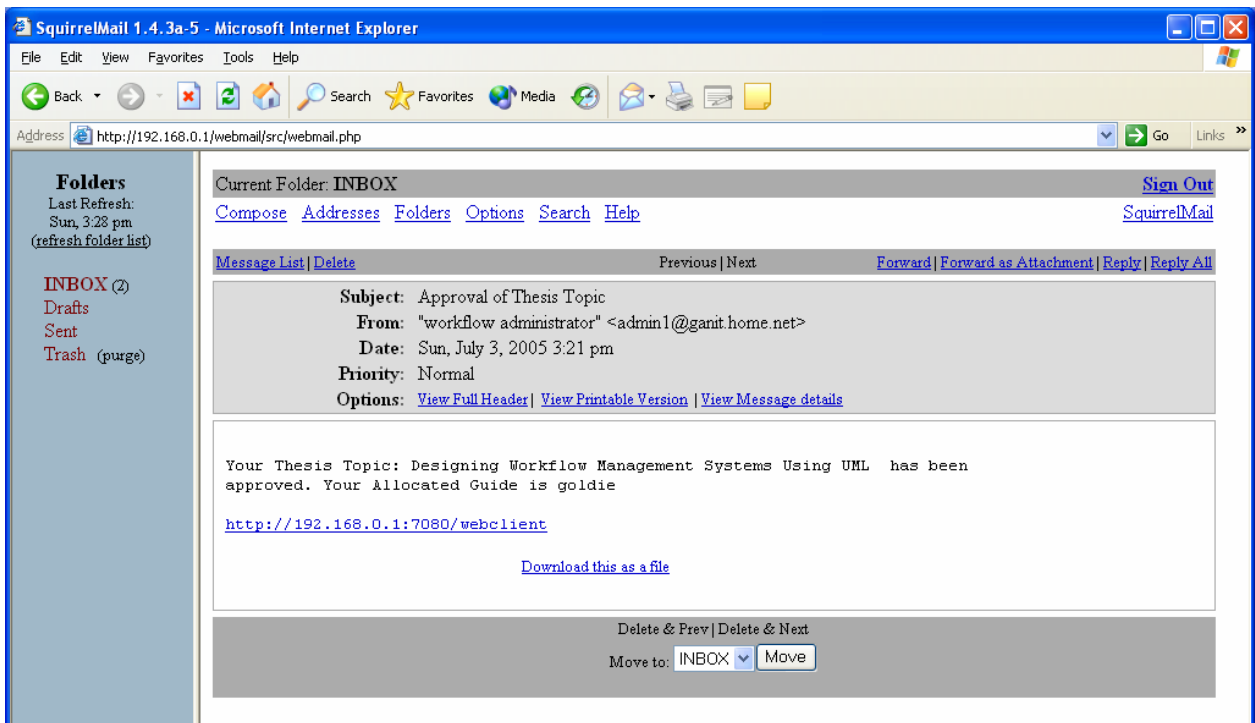 SquirrelMail 1.4.3a-5 - Microsoft Internet Explorer
File Edit View Favorites Tools Help
Back Search Favorites Media
Address http://192.168.0.1/webmail/src/webmail.php Go Links »
Folders
Last Refresh:
Sun, 3:28 pm
(refresh folder list)
INBOX (2)
Drafts
Sent
Trash (purge)
Current Folder: INBOX Sign Out
Compose Addresses Folders Options Search Help SquirrelMail
Message List | Delete Previous | Next Forward | Forward as Attachment | Reply | Reply All
Subject: Approval of Thesis Topic
From: "workflow administrator" <admin1@ganit.home.net>
Date: Sun, July 3, 2005 3:21 pm
Priority: Normal
Options: View Full Header | View Printable Version | View Message details
Your Thesis Topic: Designing Workflow Management Systems Using UML has been
approved. Your Allocated Guide is goldie
http://192.168.0.1:7080/webclient
Download this as a file
Delete & Prev | Delete & Next
Move to: INBOX Move